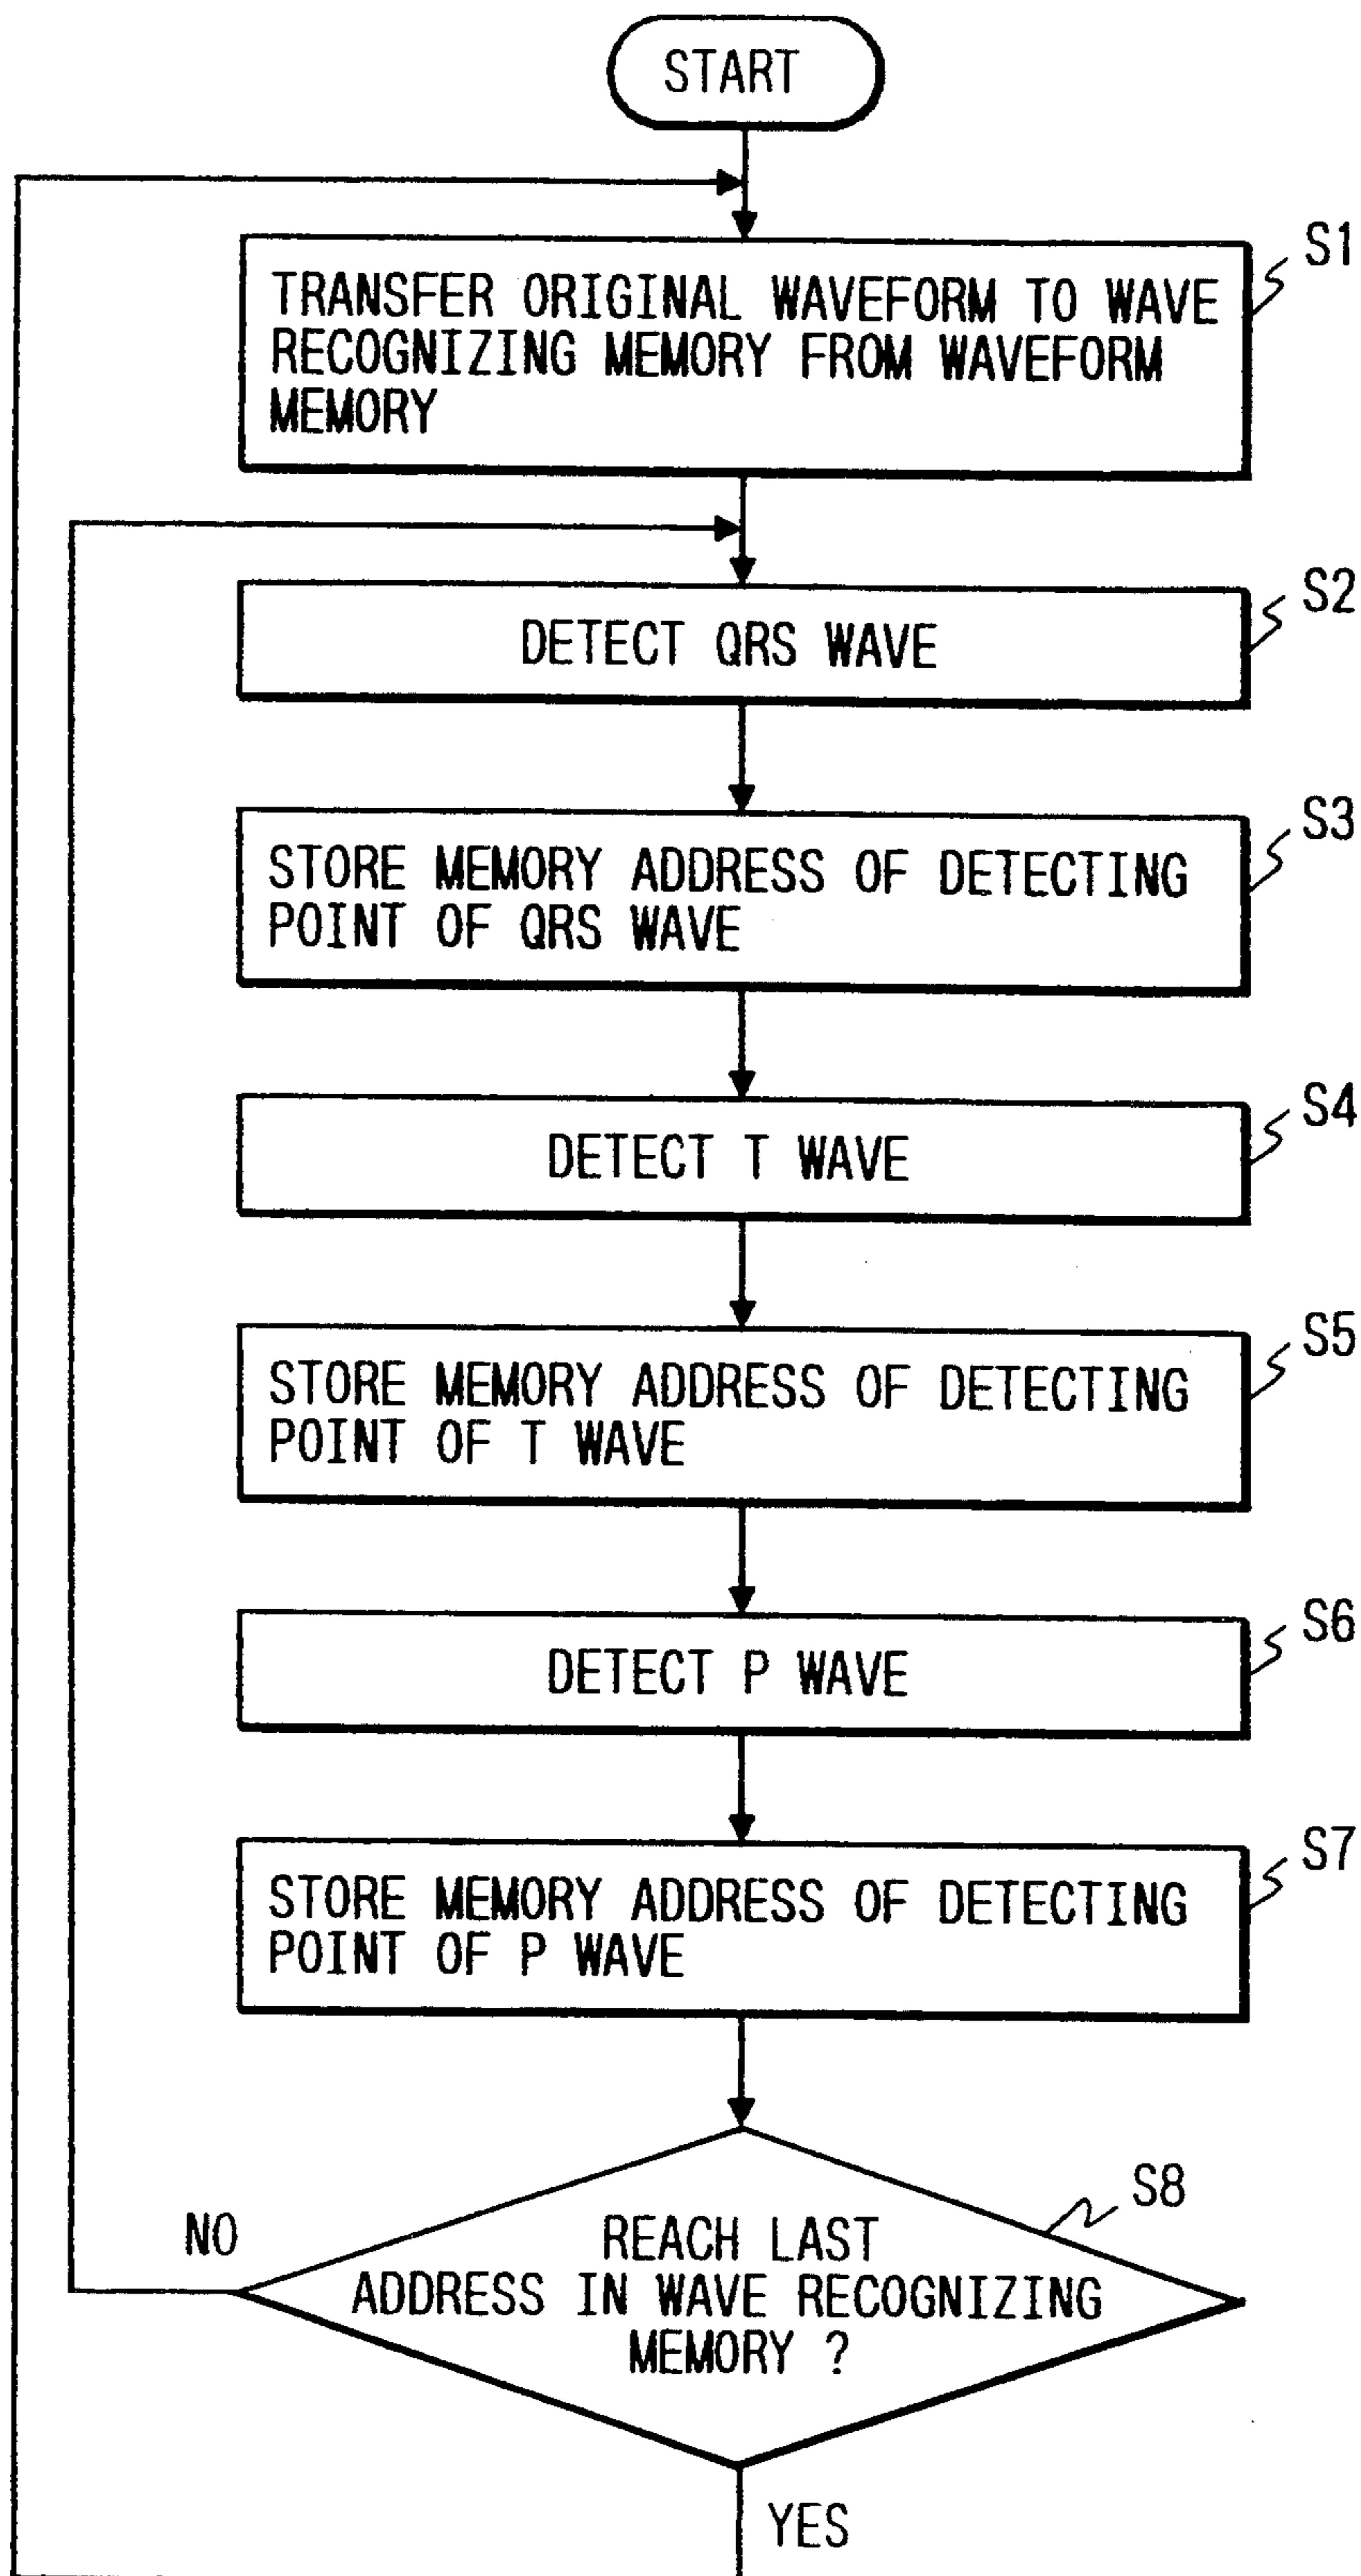 START
S1
TRANSFER ORIGINAL WAVEFORM TO WAVE
RECOGNIZING MEMORY FROM WAVEFORM
MEMORY
S2
DETECT QRS WAVE
S3
STORE MEMORY ADDRESS OF DETECTING
POINT OF QRS WAVE
S4
DETECT T WAVE
S5
STORE MEMORY ADDRESS OF DETECTING
POINT OF T WAVE
S6
DETECT P WAVE
S7
STORE MEMORY ADDRESS OF DETECTING
POINT OF P WAVE
S8
NO
REACH LAST
ADDRESS IN WAVE RECOGNIZING
MEMORY ?
YES